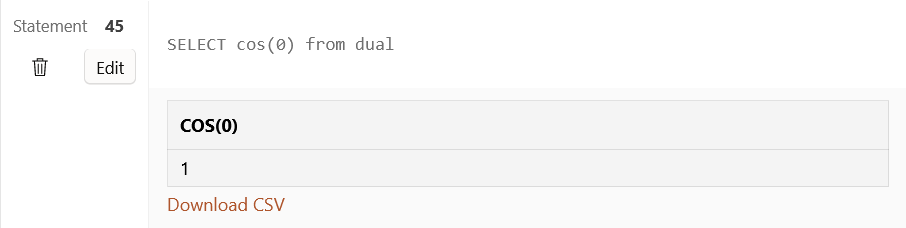 Statement 45
SELECT cos(0) from dual
Edit
COS(0)
1
Download CSV